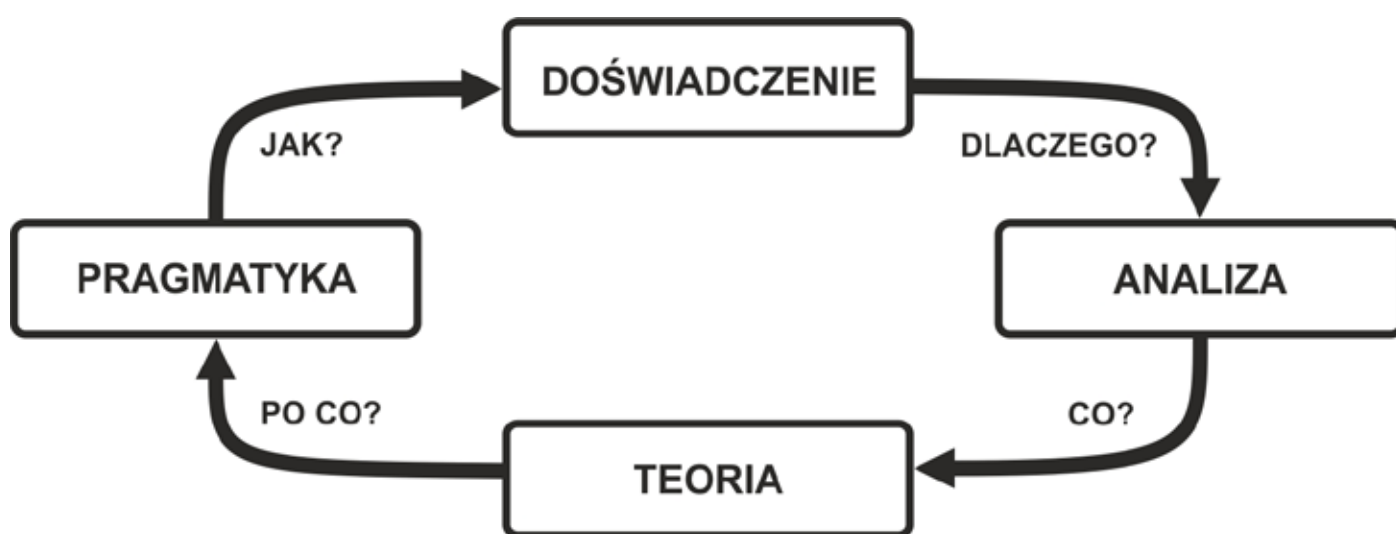 DOŚWIADCZENIE
JAK?
DLACZEGO?
PRAGMATYKA
ANALIZA
PO CO?
CO?
TEORIA